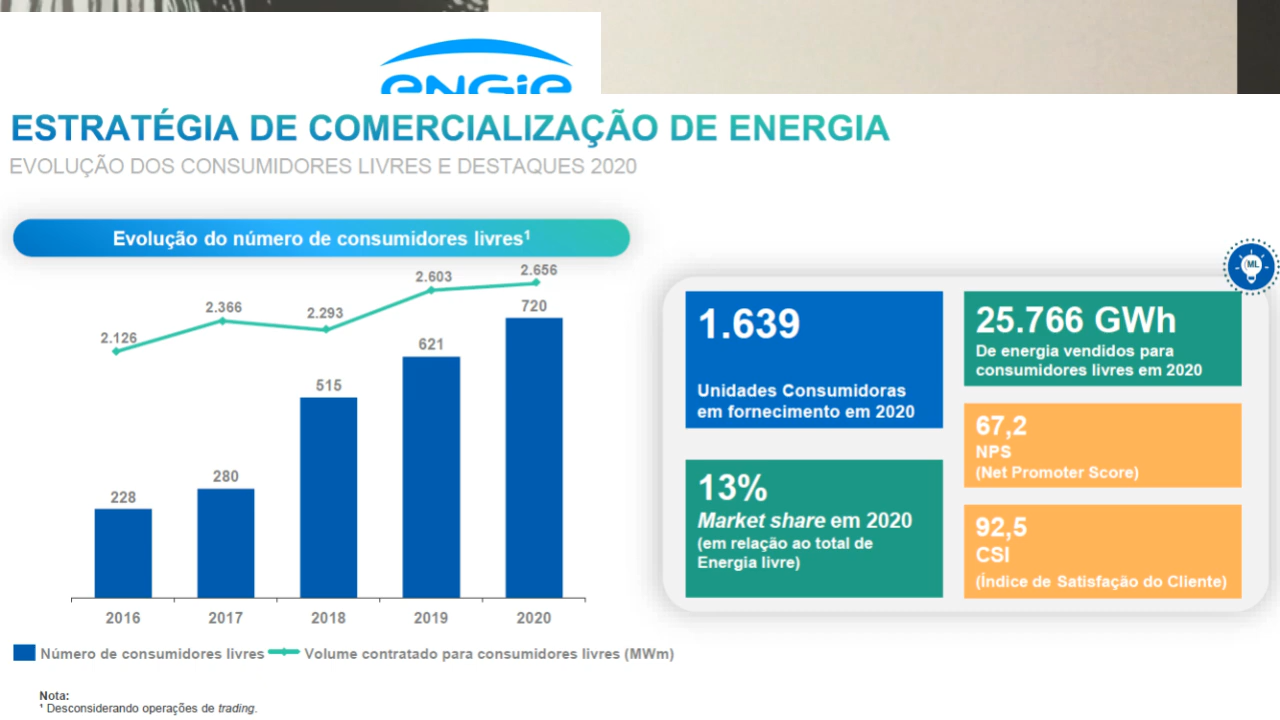 ENGIE
ESTRATÉGIA DE COMERCIALIZAÇÃO DE ENERGIA
EVOLUÇÃO DOS CONSUMIDORES LIVRES E DESTAQUES 2020
Evolução do número de consumidores livres¹
2.126
2.366
2.293
2.603
2.656
228
280
515
621
720
2016
2017
2018
2019
2020
Número de consumidores livres
Volume contratado para consumidores livres (MWm)
Nota:
¹ Desconsiderando operações de trading.
ML
1.639
Unidades Consumidoras
em fornecimento em 2020
13%
Market share em 2020
(em relação ao total de
Energia livre)
25.766 GWh
De energia vendidos para
consumidores livres em 2020
67,2
NPS
(Net Promoter Score)
92,5
CSI
(Índice de Satisfação do Cliente)